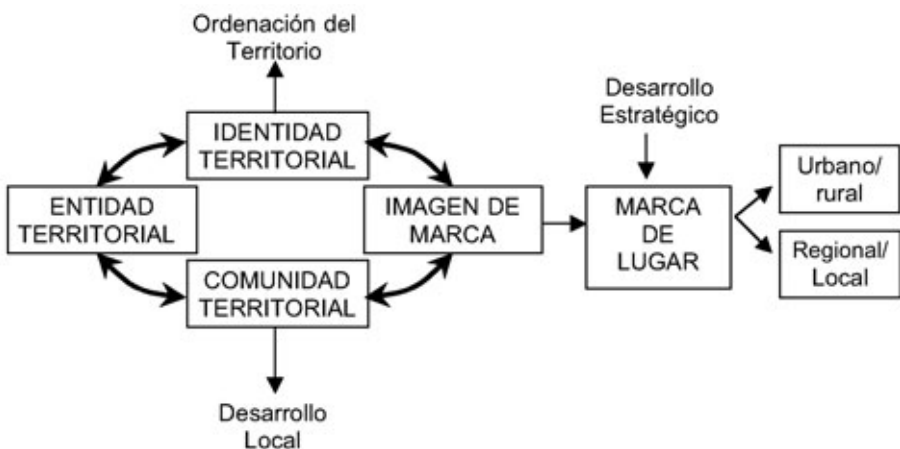 Ordenación del
Territorio
IDENTIDAD
TERRITORIAL
ENTIDAD
TERRITORIAL
IMAGEN DE
MARCA
COMUNIDAD
TERRITORIAL
Desarrollo
Local
Desarrollo
Estratégico
MARCA
DE
LUGAR
Urbano/
rural
Regional/
Local